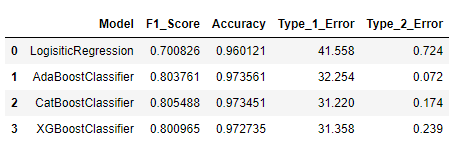 Model F1_Score Accuracy Type_1_Error Type_2_Error
0 LogisiticRegression 0.700826 0.960121 41.558 0.724
1 AdaBoostClassifier 0.803761 0.973561 32.254 0.072
2 CatBoostClassifier 0.805488 0.973451 31.220 0.174
3 XGBoostClassifier 0.800965 0.972735 31.358 0.239